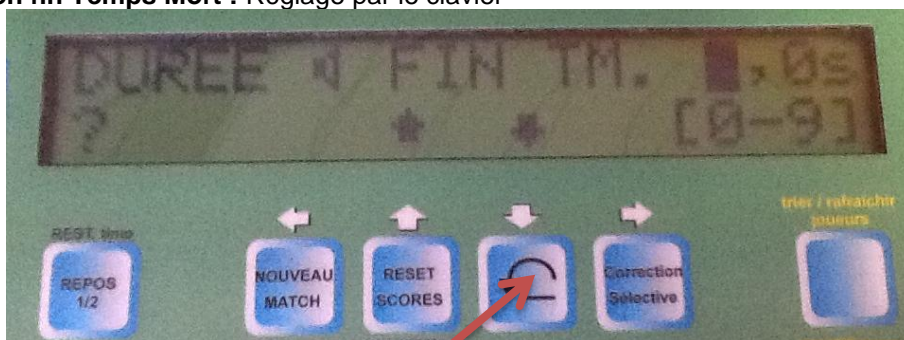 on fin Temps Mort : Réglage par le clavier
DUREE FIN TM. ,0s
? [0-9]
REST. time
trier / rafraichir
joueurs
REPOS
1/2
NOUVEAU
MATCH
RESET
SCORES
Correction
Sélective